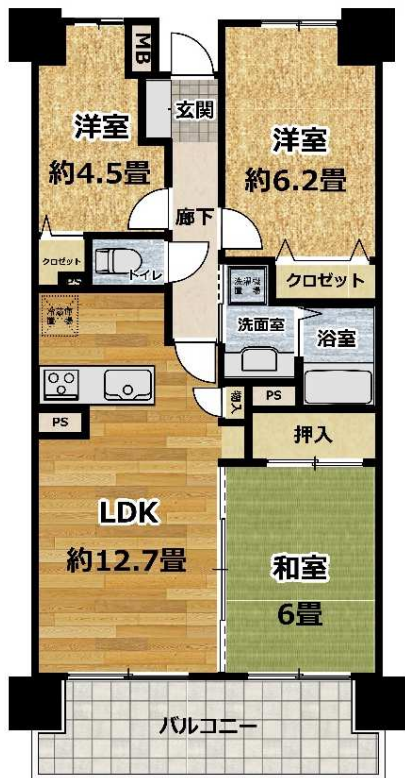 MB
玄関
洋室
約4.5畳
洋室
約6.2畳
廊下
クロゼット
PS
トイレ
クロゼット
洗濯機
置場
洗面室
浴室
冷蔵庫
置場
物入
PS
PS
押入
LDK
約12.7畳
和室
6畳
バルコニー